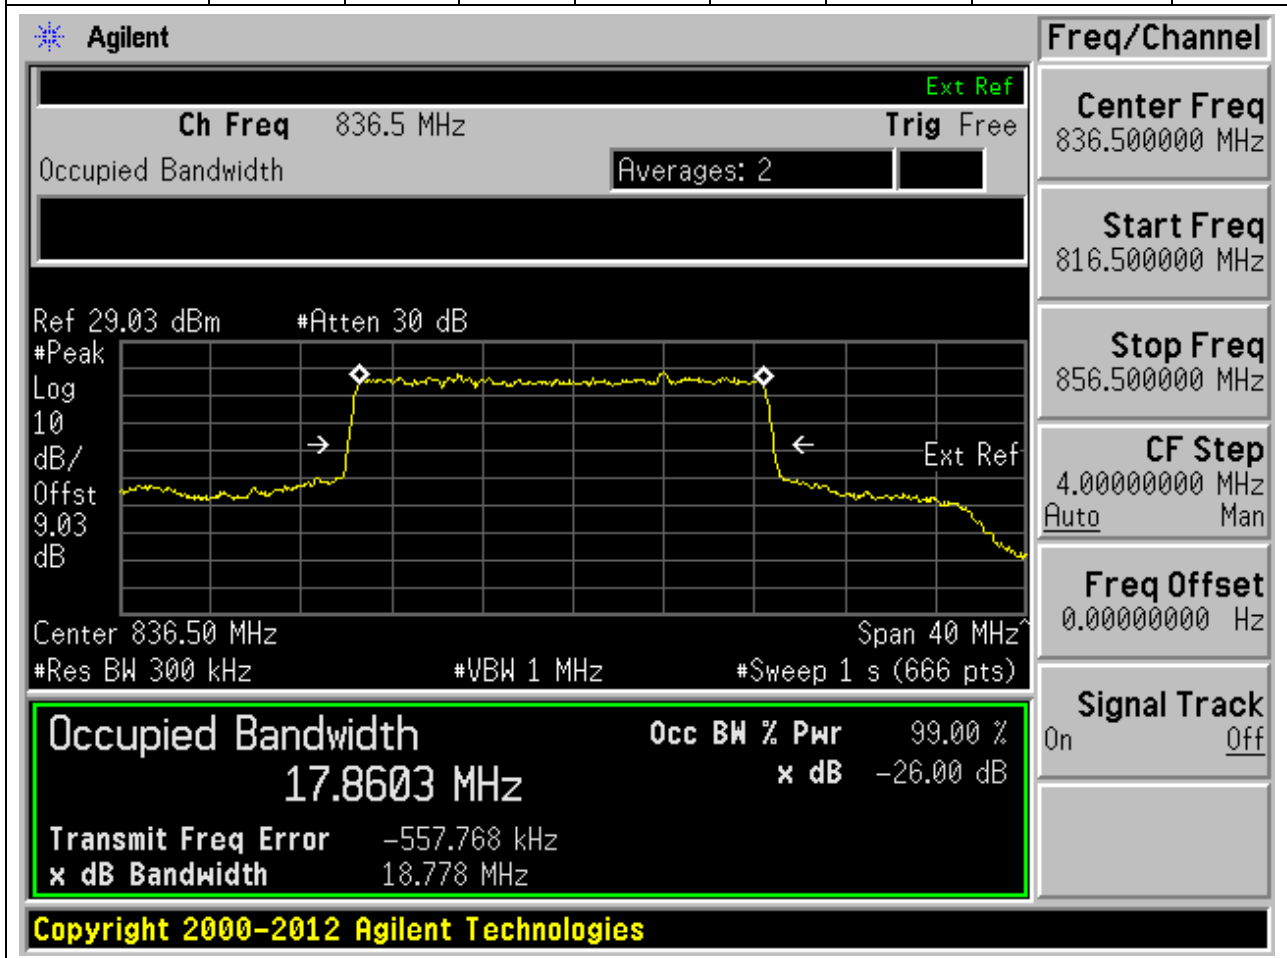 Agilent
Freq/Channel
Ext Ref
Ch Freq 836.5 MHz Trig Free
Occupied Bandwidth Averages: 2
Ref 29.03 dBm #Atten 30 dB
#Peak
Log
10
dB/
Offst
9.03
dB
Ext Ref
Center 836.50 MHz Span 40 MHz^
#Res BW 300 kHz #VBW 1 MHz #Sweep 1 s (666 pts)
Occupied Bandwidth Occ BW % Pwr 99.00 %
17.8603 MHz x dB -26.00 dB
Transmit Freq Error -557.768 kHz
x dB Bandwidth 18.778 MHz
Copyright 2000-2012 Agilent Technologies
Center Freq
836.500000 MHz
Start Freq
816.500000 MHz
Stop Freq
856.500000 MHz
CF Step
4.00000000 MHz
Auto Man
Freq Offset
0.00000000 Hz
Signal Track
On Off